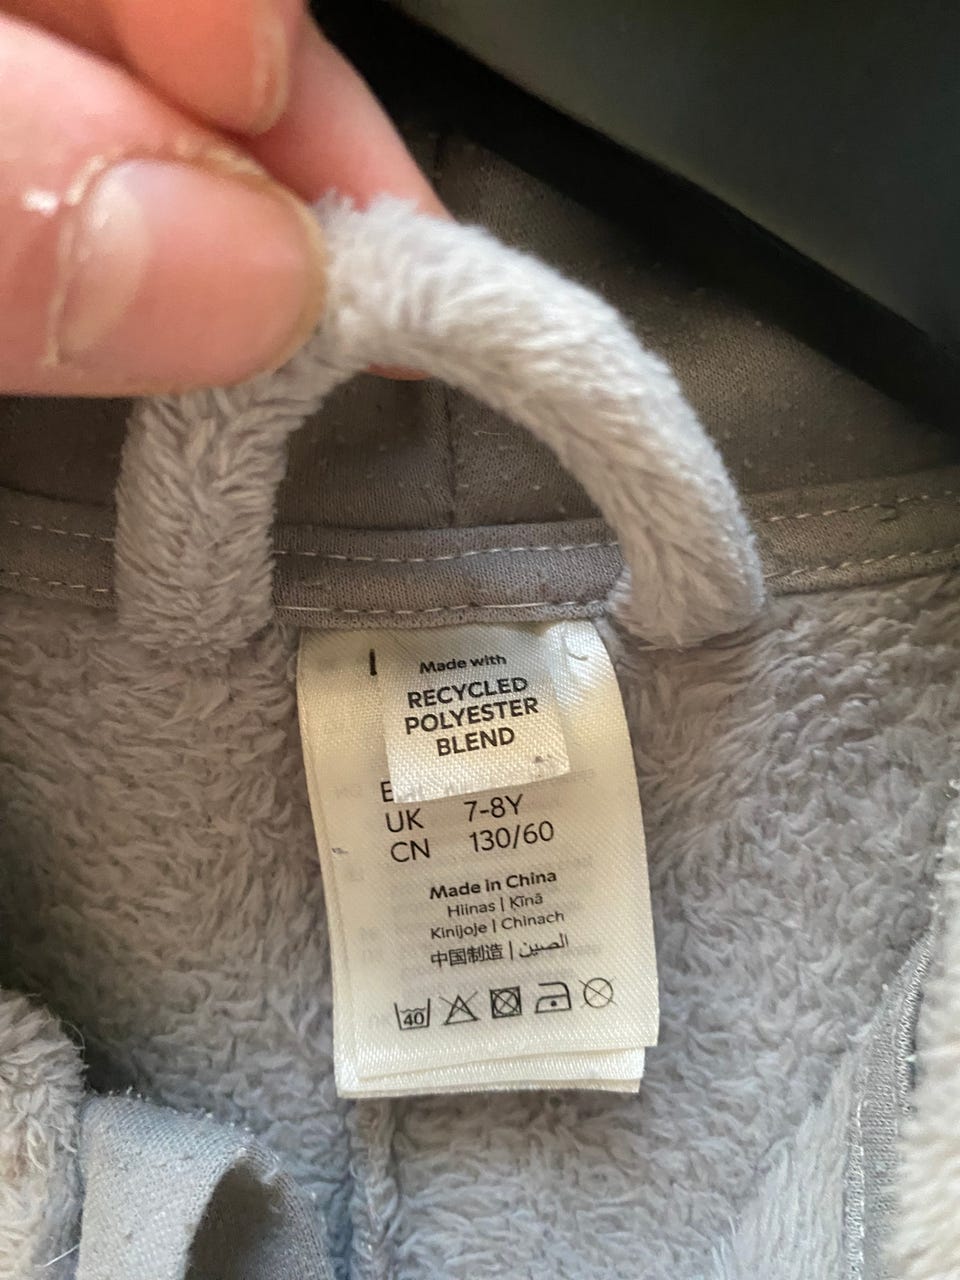 Made with
RECYCLED
POLYESTER
BLEND
UK 7-8Y
CN 130/60
Made in China
Hiinas | Ķīnā
Kinijoje | Chinach
中国制造 | الصين
40